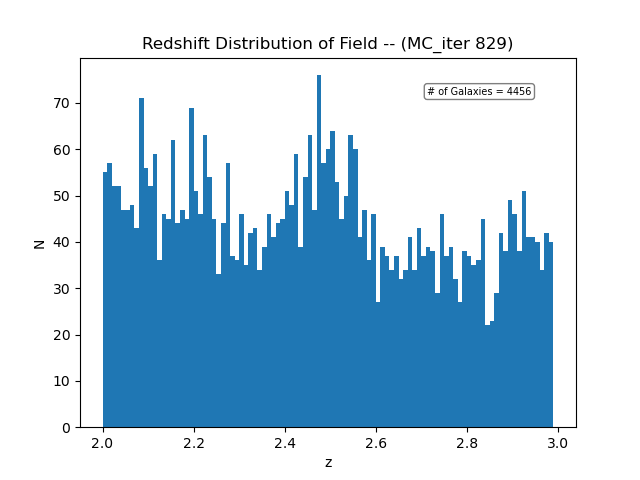 Redshift Distribution of Field -- (MC_iter 829)
# of Galaxies = 4456
N
70
60
50
40
30
20
10
0
2.0 2.2 2.4 2.6 2.8 3.0
z